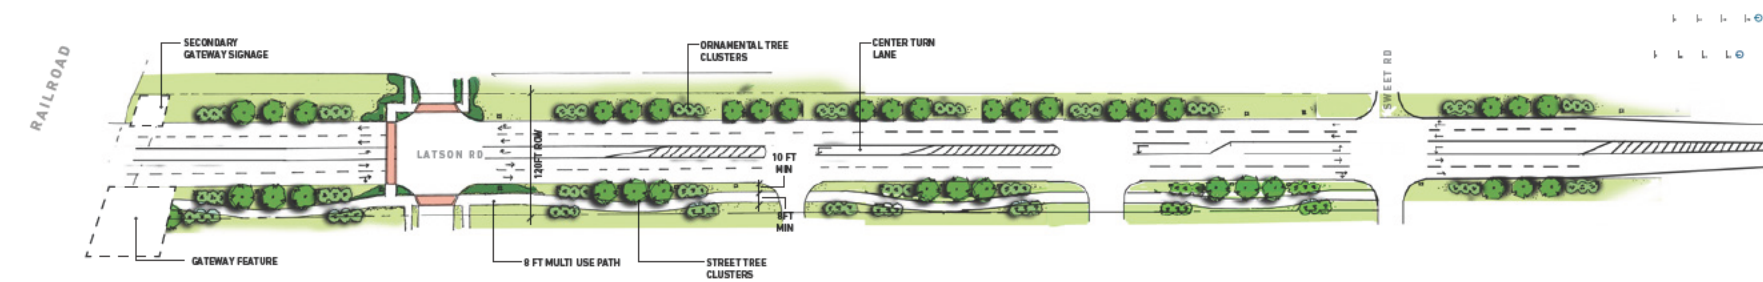 RAILROAD
SECONDARY
GATEWAY SIGNAGE
ORNAMENTAL TREE
CLUSTERS
CENTER TURN
LANE
SWEET RD
LATSON RD
120FT ROW
10 FT
MIN
8FT
MIN
GATEWAY FEATURE
8 FT MULTI USE PATH
STREET TREE
CLUSTERS